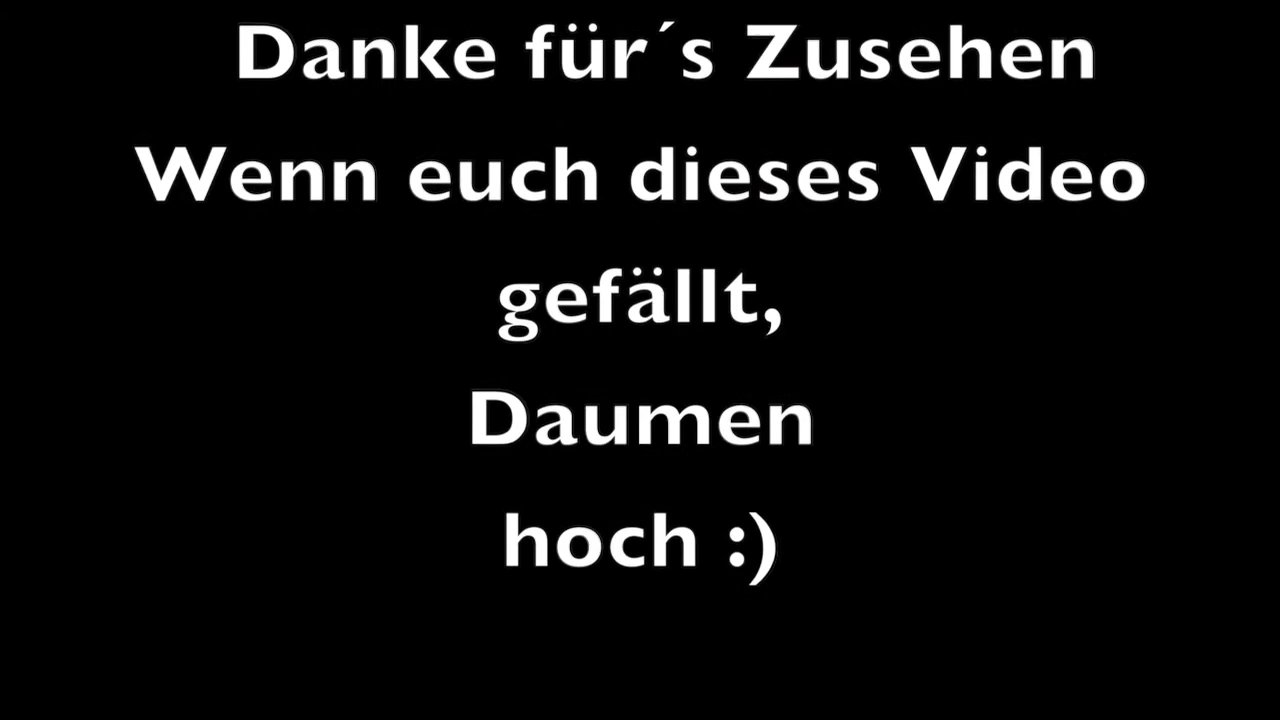 Danke für´s Zusehen
Wenn euch dieses Video
gefällt,
Daumen
hoch :)